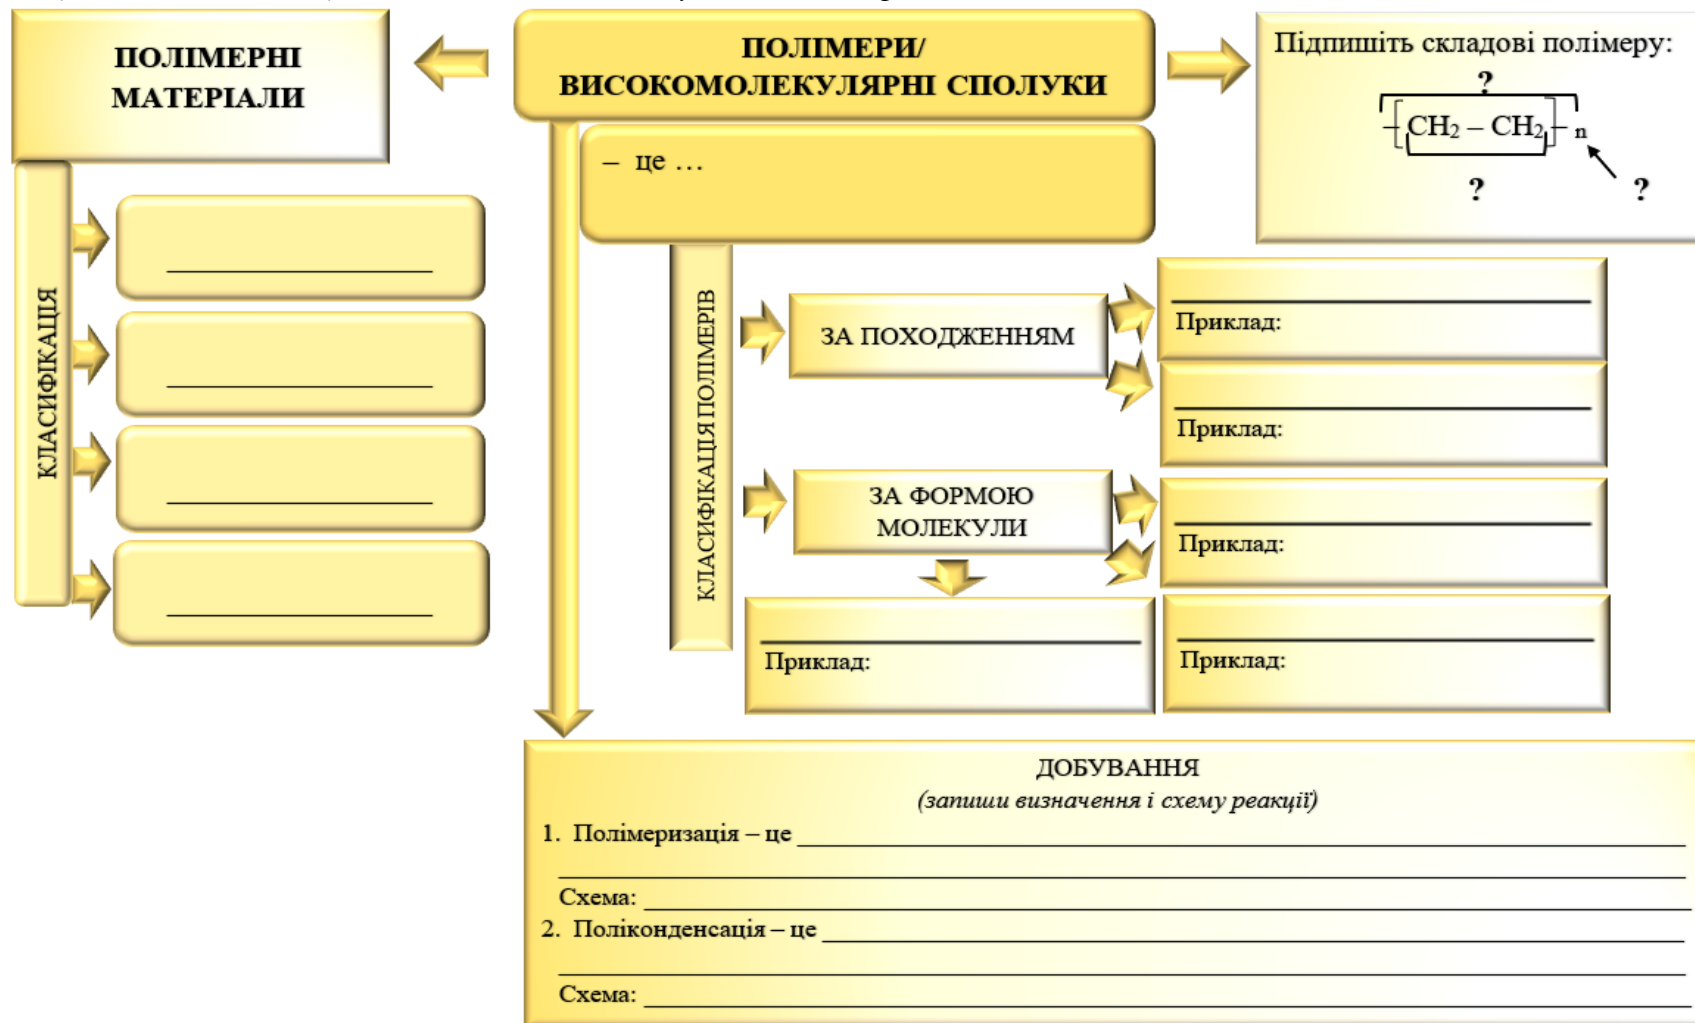 ПОЛІМЕРНІ
МАТЕРІАЛИ
КЛАСИФІКАЦІЯ
ПОЛІМЕРИ/
ВИСОКОМОЛЕКУЛЯРНІ СПОЛУКИ
– це …
Підпишіть складові полімеру:
?
–[CH₂ – CH₂]–n
? ?
КЛАСИФІКАЦІЯ ПОЛІМЕРІВ
ЗА ПОХОДЖЕННЯМ
Приклад:
Приклад:
ЗА ФОРМОЮ
МОЛЕКУЛИ
Приклад:
Приклад:
Приклад:
ДОБУВАННЯ
(запиши визначення і схему реакції)
1. Полімеризація – це
Схема:
2. Поліконденсація – це
Схема: